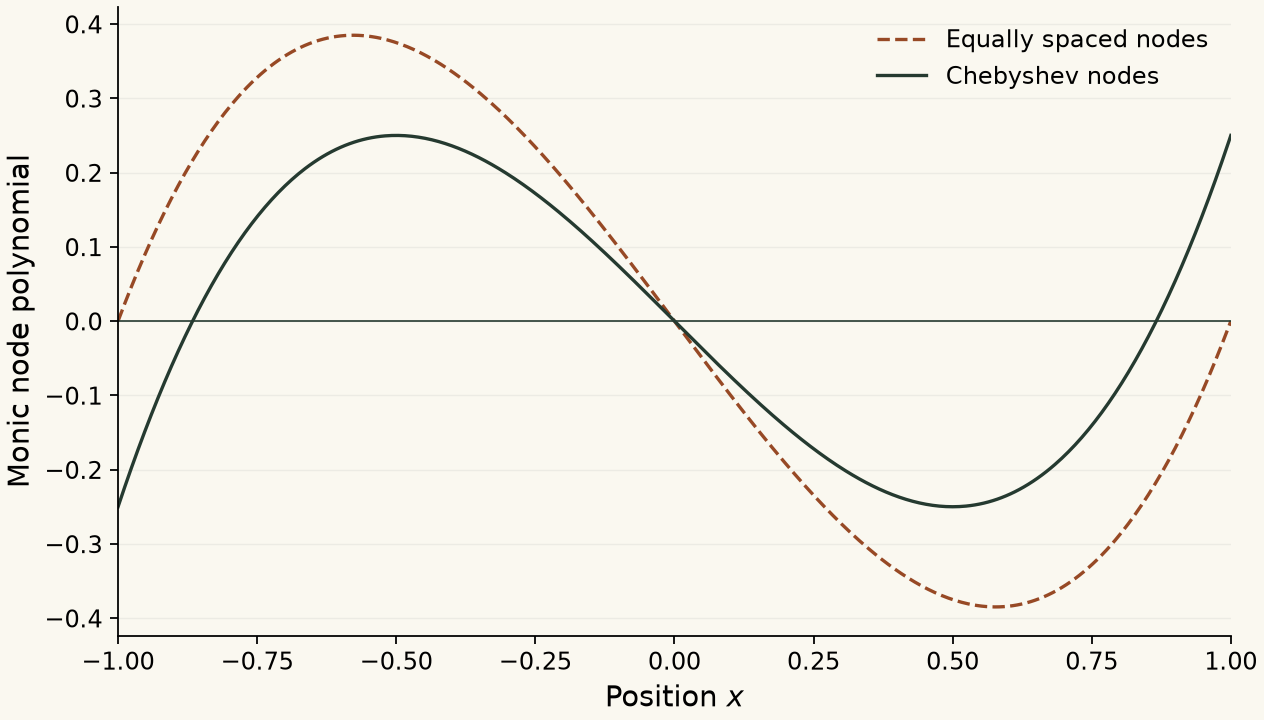 Monic node polynomial
0.4
0.3
0.2
0.1
0.0
−0.1
−0.2
−0.3
−0.4
Equally spaced nodes
Chebyshev nodes
−1.00 −0.75 −0.50 −0.25 0.00 0.25 0.50 0.75 1.00
Position x